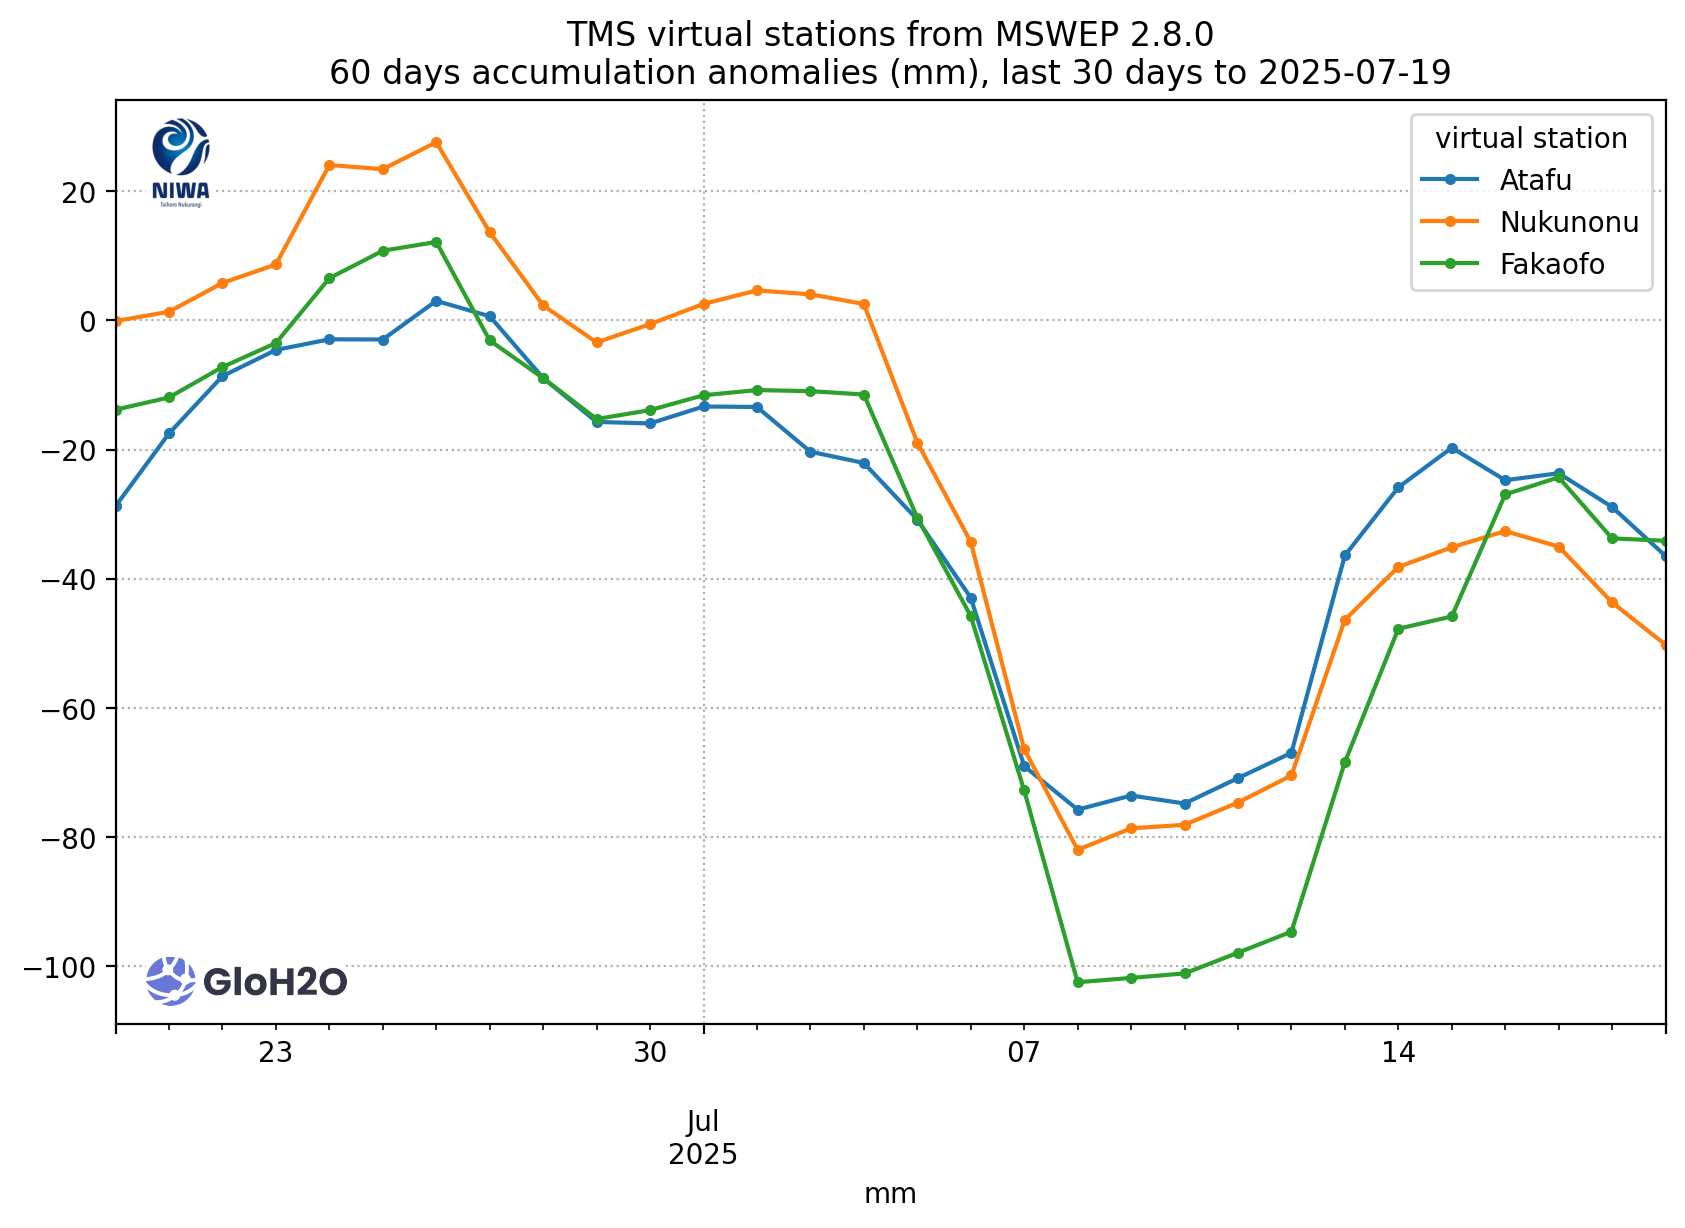 TMS virtual stations from MSWEP 2.8.0
60 days accumulation anomalies (mm), last 30 days to 2025-07-19
NIWA
Taihoro Nukurangi
virtual station
Atafu
Nukunonu
Fakaofo
20
0
−20
−40
−60
−80
−100
GloH2O
23 30 07 14
Jul
2025
mm